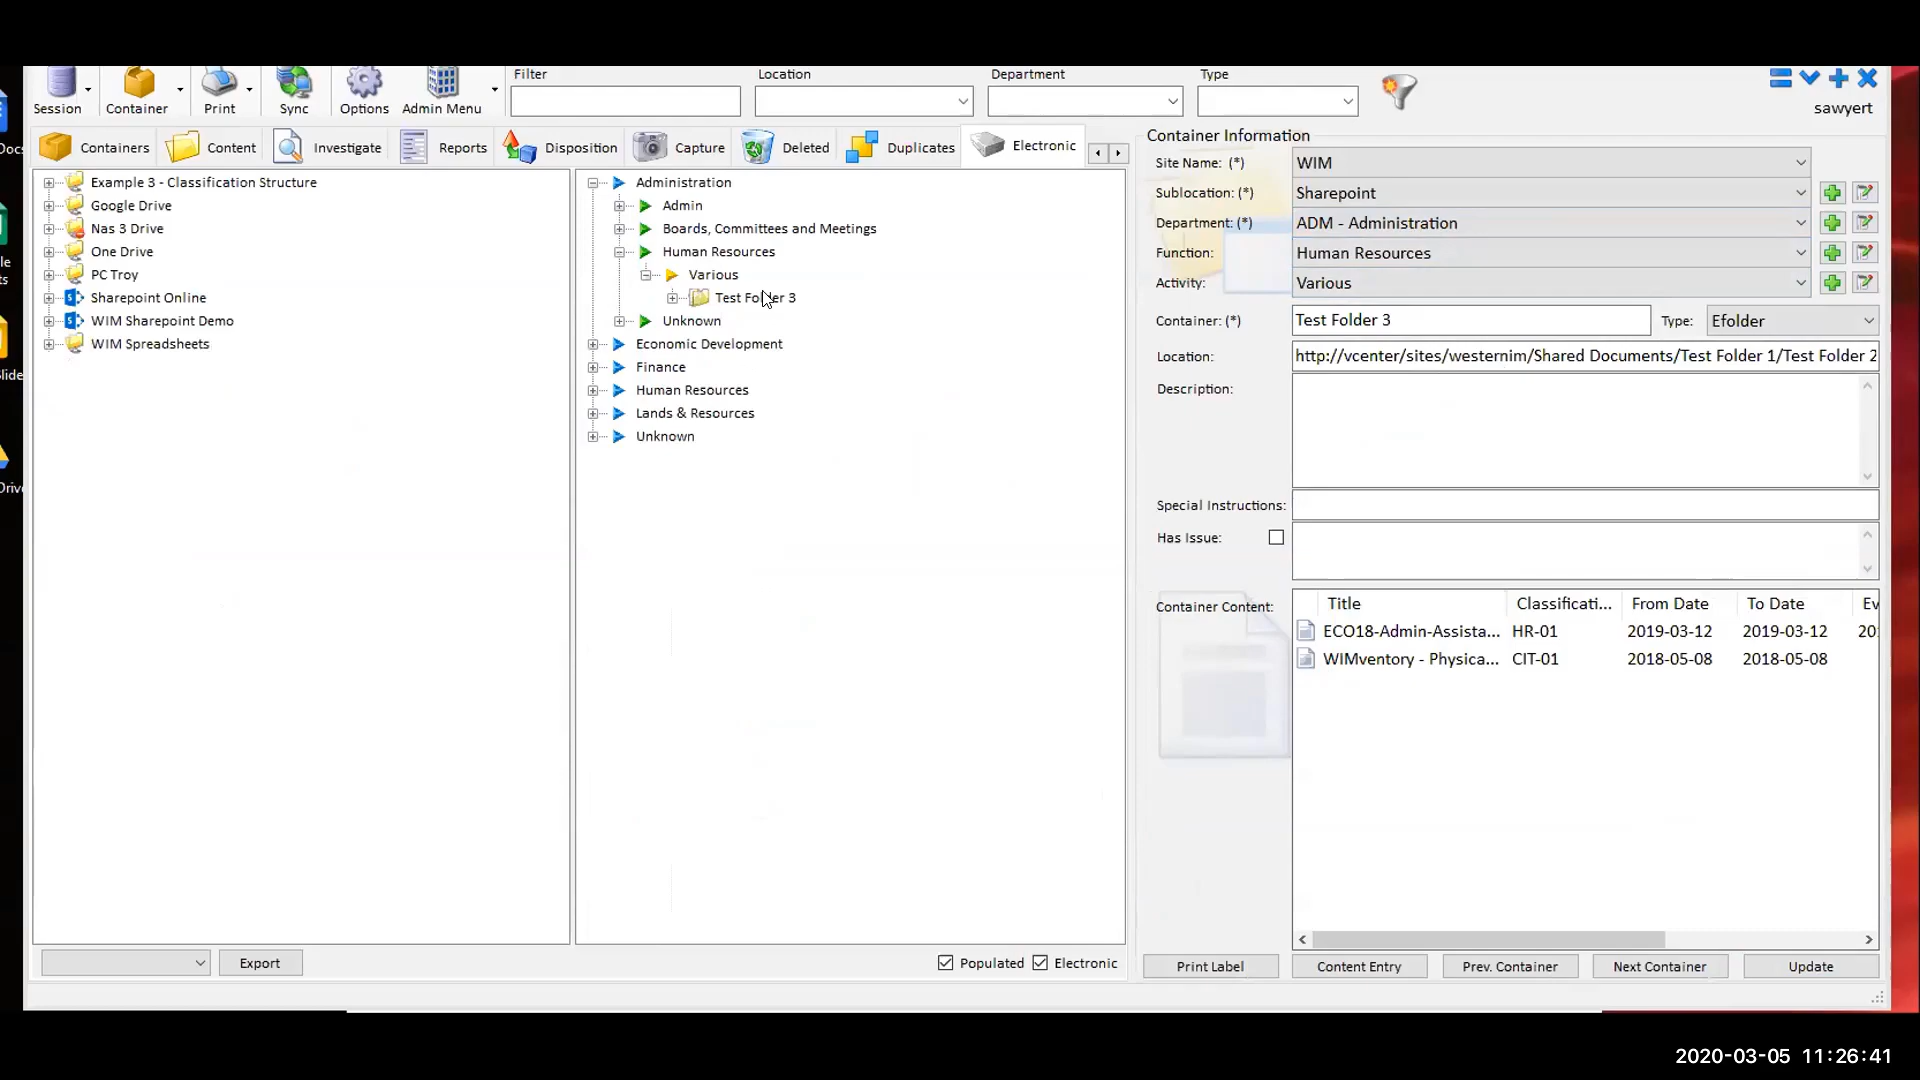 Session
Container
Print
Sync
Options
Admin Menu
Filter
Location
Department
Type
sawyert
Containers
Content
Investigate
Reports
Disposition
Capture
Deleted
Duplicates
Electronic
Example 3 - Classification Structure
Google Drive
Nas 3 Drive
One Drive
PC Troy
Sharepoint Online
WIM Sharepoint Demo
WIM Spreadsheets
Administration
Admin
Boards, Committees and Meetings
Human Resources
Various
Test Folder 3
Unknown
Economic Development
Finance
Human Resources
Lands & Resources
Unknown
Container Information
Site Name: (*) WIM
Sublocation: (*) Sharepoint
Department: (*) ADM - Administration
Function: Human Resources
Activity: Various
Container: (*) Test Folder 3 Type: Efolder
Location: http://vcenter/sites/westernim/Shared Documents/Test Folder 1/Test Folder 2
Description:
Special Instructions:
Has Issue:
Container Content:
Title Classificati... From Date To Date Ev
ECO18-Admin-Assista... HR-01 2019-03-12 2019-03-12 20
WIMventory - Physica... CIT-01 2018-05-08 2018-05-08
Export
Populated Electronic
Print Label
Content Entry
Prev. Container
Next Container
Update
2020-03-05 11:26:41